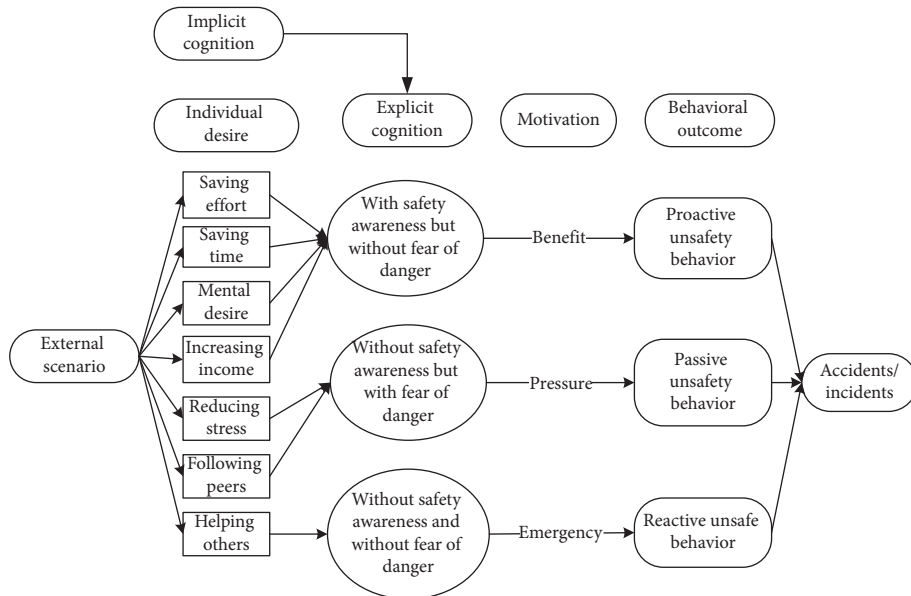 Implicit
cognition
Individual
desire
Explicit
cognition
Motivation
Behavioral
outcome
External
scenario
Saving
effort
Saving
time
Mental
desire
Increasing
income
Reducing
stress
Following
peers
Helping
others
With safety
awareness but
without fear of
danger
Without safety
awareness but
with fear of
danger
Without safety
awareness and
without fear of
danger
Benefit
Pressure
Emergency
Proactive
unsafety
behavior
Passive
unsafety
behavior
Reactive unsafe
behavior
Accidents/
incidents